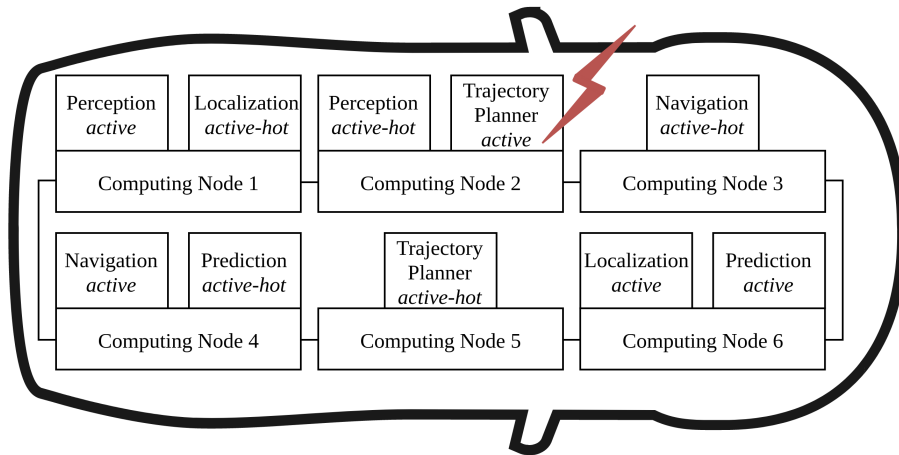 Perception
active
Localization
active-hot
Perception
active-hot
Trajectory
Planner
active
Navigation
active-hot
Computing Node 1
Computing Node 2
Computing Node 3
Navigation
active
Prediction
active-hot
Trajectory
Planner
active-hot
Localization
active
Prediction
active
Computing Node 4
Computing Node 5
Computing Node 6